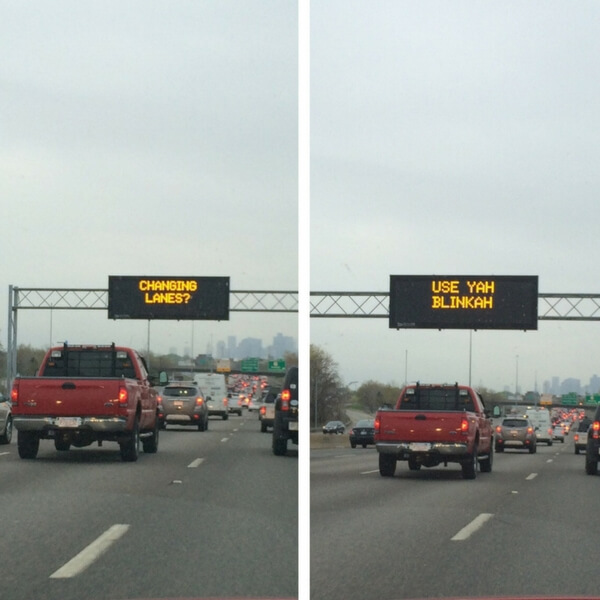 CHANGING
LANES?
USE YAH
BLINKAH